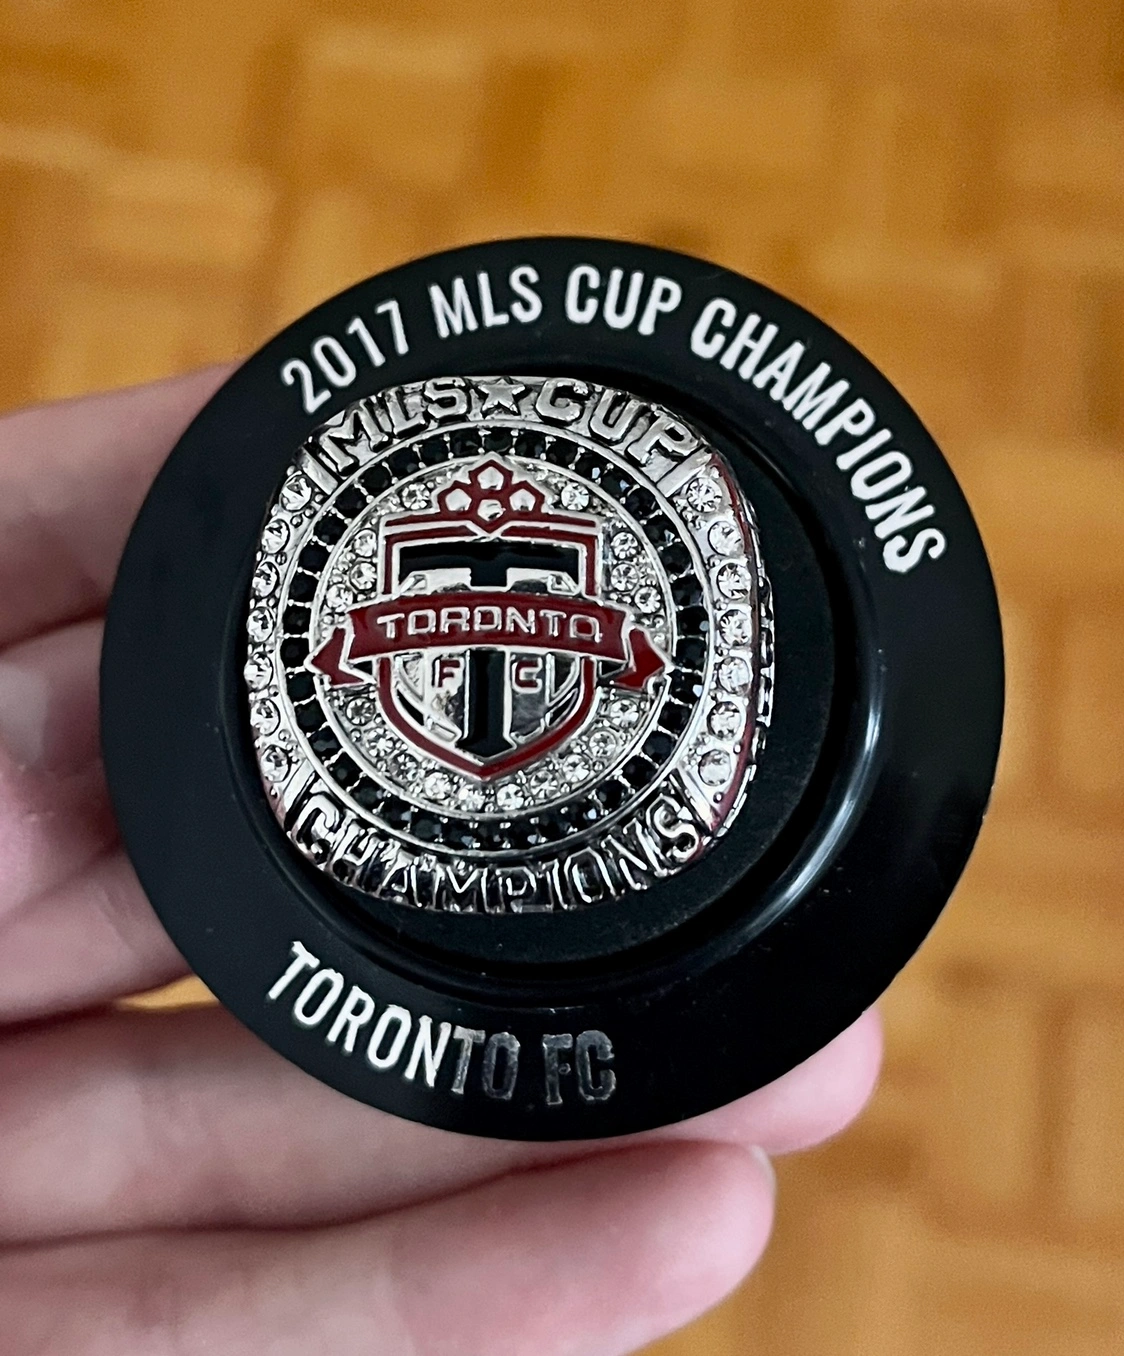 2017 MLS CUP CHAMPIONS
MLS★CUP
TORONTO
F C
CHAMPIONS
TORONTO FC